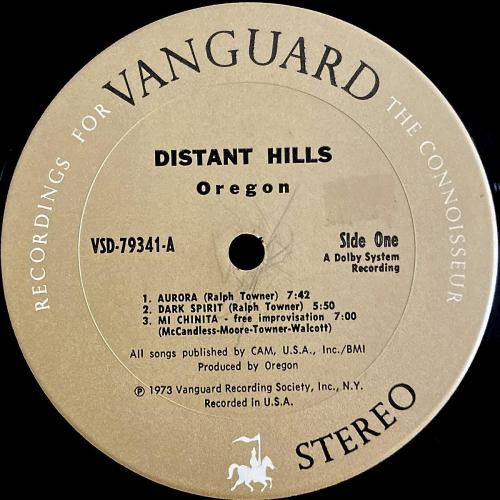 RECORDINGS FOR VANGUARD THE CONNOISSEUR
DISTANT HILLS
Oregon
VSD-79341-A
Side One
A Dolby System
Recording
1. AURORA (Ralph Towner) 7:42
2. DARK SPIRIT (Ralph Towner) 5:50
3. MI CHINITA - free improvisation 7:00
(McCandless-Moore-Towner-Walcott)
All songs published by CAM, U.S.A., Inc./BMI
Produced by Oregon
℗ 1973 Vanguard Recording Society, Inc., N.Y.
Recorded in U.S.A.
STEREO